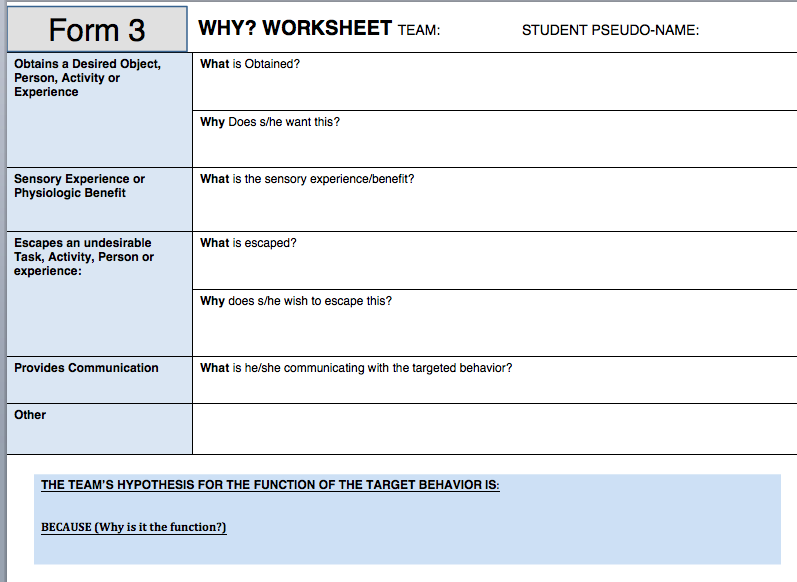 Form 3
WHY? WORKSHEET TEAM: STUDENT PSEUDO-NAME:
Obtains a Desired Object,
Person, Activity or
Experience
What is Obtained?
Why Does s/he want this?
Sensory Experience or
Physiologic Benefit
What is the sensory experience/benefit?
Escapes an undesirable
Task, Activity, Person or
experience:
What is escaped?
Why does s/he wish to escape this?
Provides Communication
What is he/she communicating with the targeted behavior?
Other
THE TEAM'S HYPOTHESIS FOR THE FUNCTION OF THE TARGET BEHAVIOR IS:
BECAUSE (Why is it the function?)